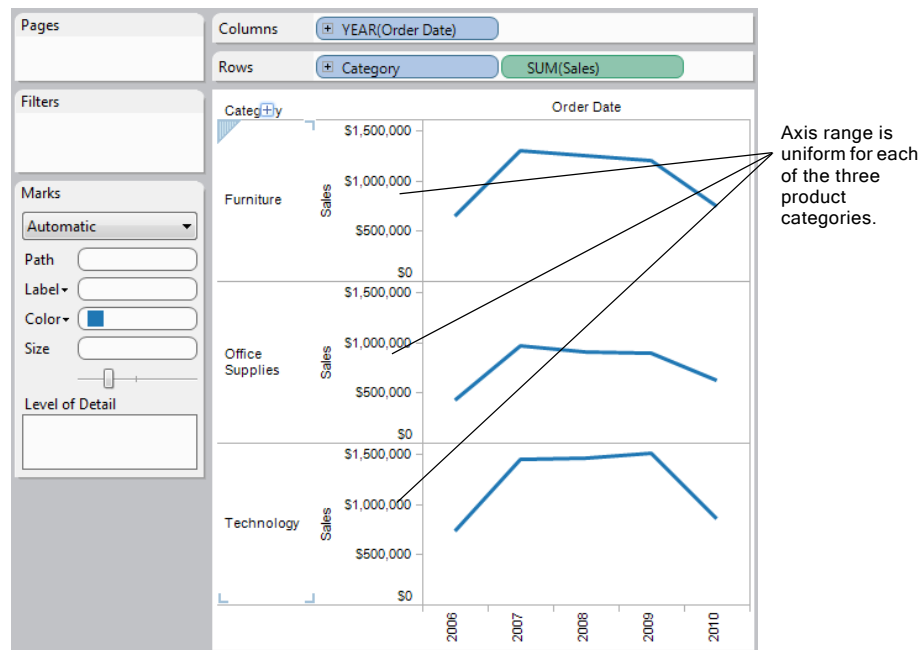 Pages
Filters
Marks
Automatic
Path
Label
Color
Size
Level of Detail
Columns
YEAR(Order Date)
Rows
Category
SUM(Sales)
Order Date
Furniture
Sales
$1,500,000
$1,000,000
$500,000
$0
Office
Supplies
Sales
$1,500,000
$1,000,000
$500,000
$0
Technology
Sales
$1,500,000
$1,000,000
$500,000
$0
2006
2007
2008
2009
2010
Axis range is
uniform for each
of the three
product
categories.